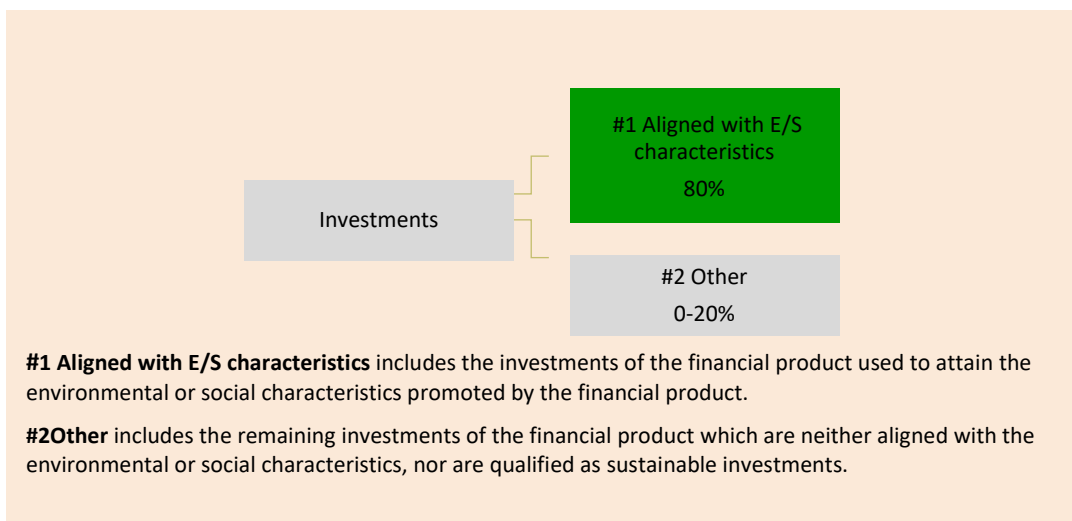 #1 Aligned with E/S
characteristics
80%
Investments
#2 Other
0-20%
#1 Aligned with E/S characteristics includes the investments of the financial product used to attain the
environmental or social characteristics promoted by the financial product.
#2Other includes the remaining investments of the financial product which are neither aligned with the
environmental or social characteristics, nor are qualified as sustainable investments.